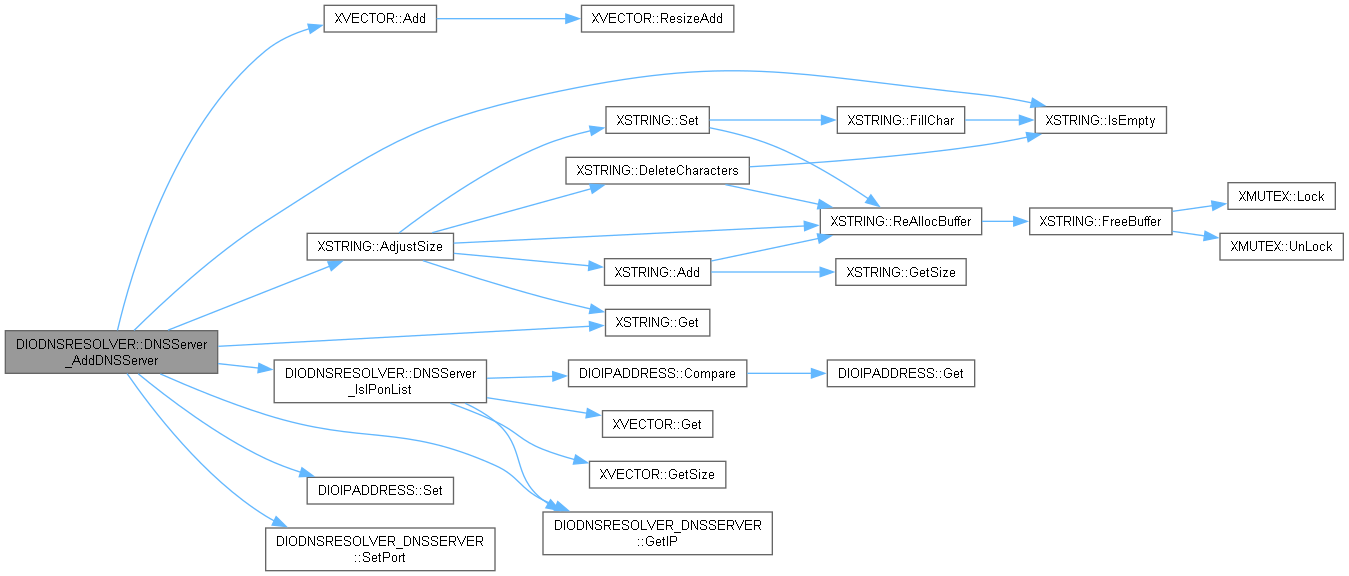 XVECTOR::Add
XVECTOR::ResizeAdd
XSTRING::Set
XSTRING::FillChar
XSTRING::IsEmpty
XSTRING::DeleteCharacters
XMUTEX::Lock
XSTRING::ReAllocBuffer
XSTRING::FreeBuffer
XSTRING::AdjustSize
XMUTEX::UnLock
XSTRING::Add
XSTRING::GetSize
XSTRING::Get
DIODNSRESOLVER::DNSServer
_AddDNSServer
DIODNSRESOLVER::DNSServer
_IsIPonList
DIOIPADDRESS::Compare
DIOIPADDRESS::Get
XVECTOR::Get
XVECTOR::GetSize
DIOIPADDRESS::Set
DIODNSRESOLVER_DNSSERVER
::GetIP
DIODNSRESOLVER_DNSSERVER
::SetPort